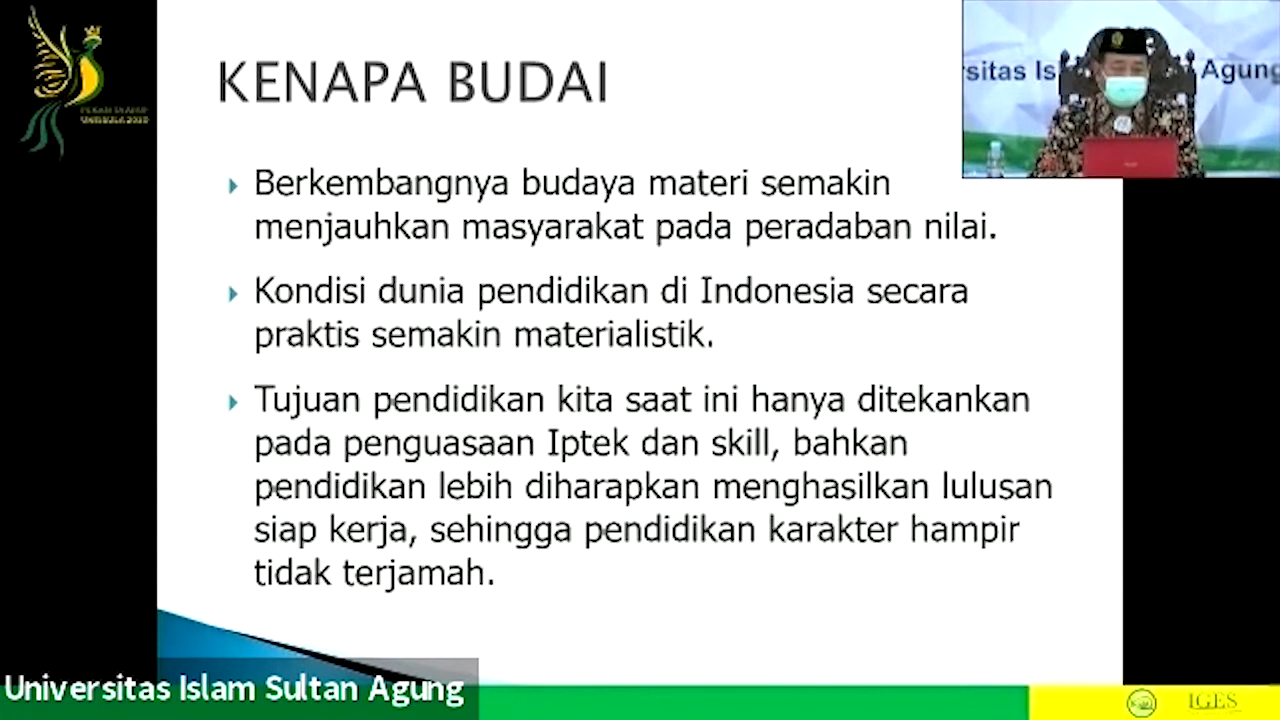 KENAPA BUDAI
Berkembangnya budaya materi semakin
menjauhkan masyarakat pada peradaban nilai.
Kondisi dunia pendidikan di Indonesia secara
praktis semakin materialistik.
Tujuan pendidikan kita saat ini hanya ditekankan
pada penguasaan Iptek dan skill, bahkan
pendidikan lebih diharapkan menghasilkan lulusan
siap kerja, sehingga pendidikan karakter hampir
tidak terjamah.
rsitas Is
Agung
Universitas Islam Sultan Agung
IGES